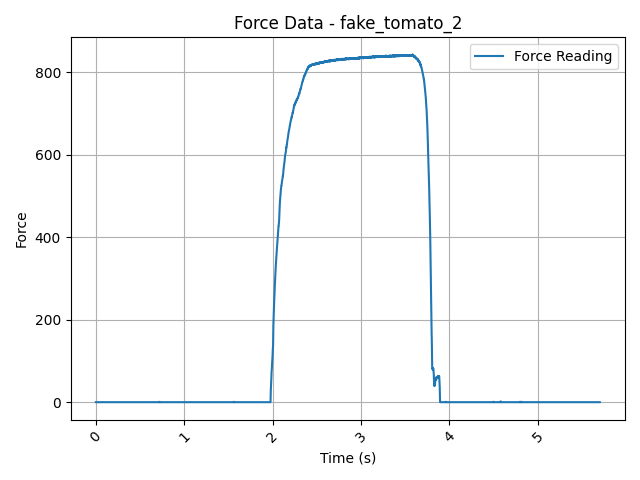 Force Data - fake_tomato_2
Force Reading
800
600
400
200
0
Force
0 1 2 3 4 5
Time (s)